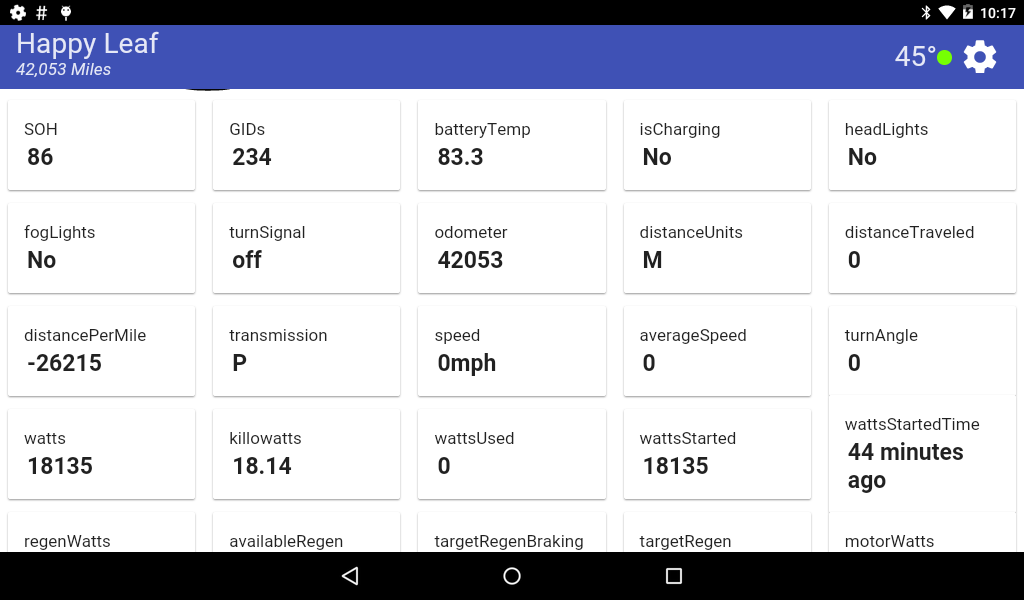 10:17
Happy Leaf
42,053 Miles
45°
SOH
86
GIDs
234
batteryTemp
83.3
isCharging
No
headLights
No
fogLights
No
turnSignal
off
odometer
42053
distanceUnits
M
distanceTraveled
0
distancePerMile
-26215
transmission
P
speed
0mph
averageSpeed
0
turnAngle
0
watts
18135
killowatts
18.14
wattsUsed
0
wattsStarted
18135
wattsStartedTime
44 minutes
ago
regenWatts
availableRegen
targetRegenBraking
targetRegen
motorWatts